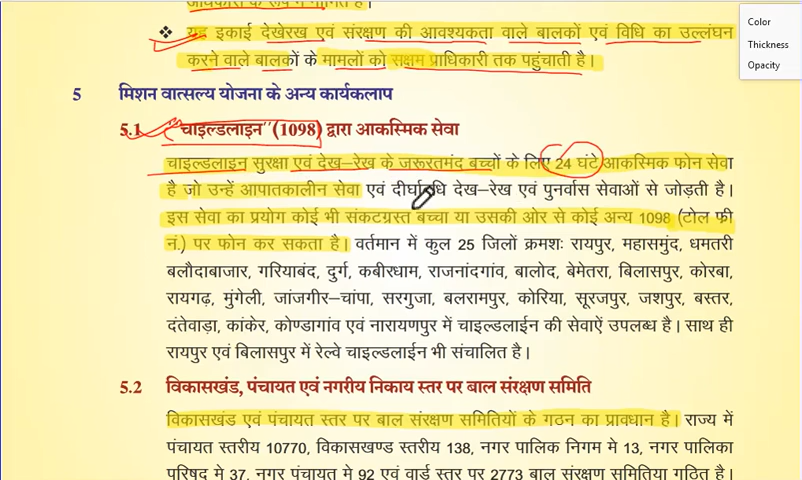 अधिकारी के रूप में नामित है।
❖ यह इकाई देखेरख एवं संरक्षण की आवश्यकता वाले बालकों एवं विधि का उल्लंघन
करने वाले बालकों के मामलों को सक्षम प्राधिकारी तक पहुंचाती है।
5 मिशन वात्सल्य योजना के अन्य कार्यकलाप
5.1 "चाइल्डलाइन" (1098) द्वारा आकस्मिक सेवा
चाइल्डलाइन सुरक्षा एवं देख–रेख के जरूरतमंद बच्चों के लिए 24 घंटे आकस्मिक फोन सेवा
है जो उन्हें आपातकालीन सेवा एवं दीर्घावधि देख–रेख एवं पुनर्वास सेवाओं से जोड़ती है।
इस सेवा का प्रयोग कोई भी संकटग्रस्त बच्चा या उसकी ओर से कोई अन्य 1098 (टोल फ्री
नं.) पर फोन कर सकता है। वर्तमान में कुल 25 जिलों क्रमशः रायपुर, महासमुंद, धमतरी
बलौदाबाजार, गरियाबंद, दुर्ग, कबीरधाम, राजनांदगांव, बालोद, बेमेतरा, बिलासपुर, कोरबा,
रायगढ़, मुंगेली, जांजगीर–चांपा, सरगुजा, बलरामपुर, कोरिया, सूरजपुर, जशपुर, बस्तर,
दंतेवाड़ा, कांकेर, कोण्डागांव एवं नारायणपुर में चाइल्डलाईन की सेवाऐं उपलब्ध है। साथ ही
रायपुर एवं बिलासपुर में रेल्वे चाइल्डलाईन भी संचालित है।
5.2 विकासखंड, पंचायत एवं नगरीय निकाय स्तर पर बाल संरक्षण समिति
विकासखंड एवं पंचायत स्तर पर बाल संरक्षण समितियों के गठन का प्रावधान है। राज्य में
पंचायत स्तरीय 10770, विकासखण्ड स्तरीय 138, नगर पालिक निगम मे 13, नगर पालिका
परिषद मे 37, नगर पंचायत मे 92 एवं वार्ड स्तर पर 2773 बाल संरक्षण समितिया गठित है।
Color
Thickness
Opacity